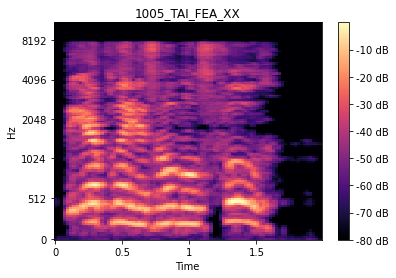 1005_TAI_FEA_XX
8192
4096
2048
1024
512
0
Hz
0
0.5
1
1.5
Time
-10 dB
-20 dB
-30 dB
-40 dB
-50 dB
-60 dB
-70 dB
-80 dB